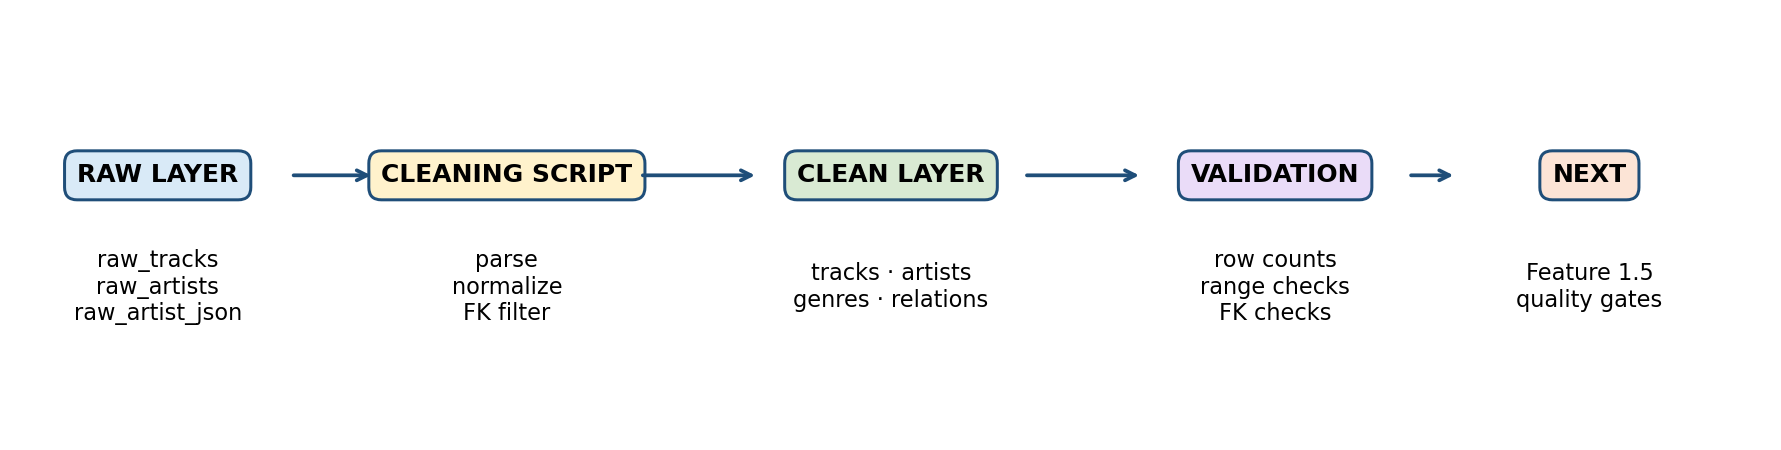 RAW LAYER
CLEANING SCRIPT
CLEAN LAYER
VALIDATION
NEXT
raw_tracks
raw_artists
raw_artist_json
parse
normalize
FK filter
tracks · artists
genres · relations
row counts
range checks
FK checks
Feature 1.5
quality gates